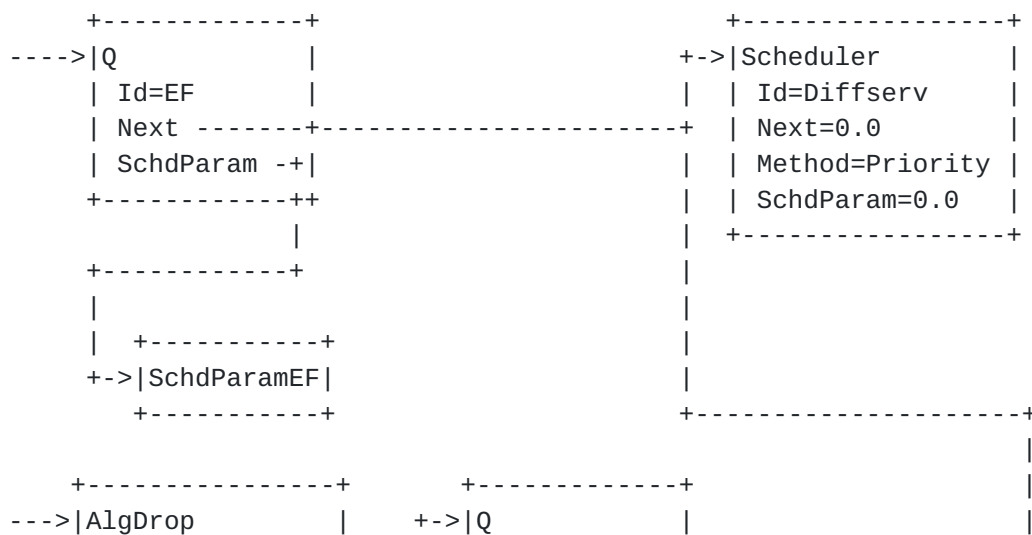 +-------------+                          +-----------------+
---->|Q            |                       +->|Scheduler        |
     | Id=EF       |                       |  | Id=Diffserv     |
     | Next -------+-----------------------+  | Next=0.0        |
     | SchdParam -+|                       |  | Method=Priority |
     +------------++                       |  | SchdParam=0.0   |
                  |                        |  +-----------------+
     +------------+                        |
     |                                     |
     |  +-----------+                      |
     +->|SchdParamEF|                      |
        +-----------+                      +---------------------+
                                                                 |
    +----------------+       +-------------+                     |
--->|AlgDrop         |    +->|Q            |                     |